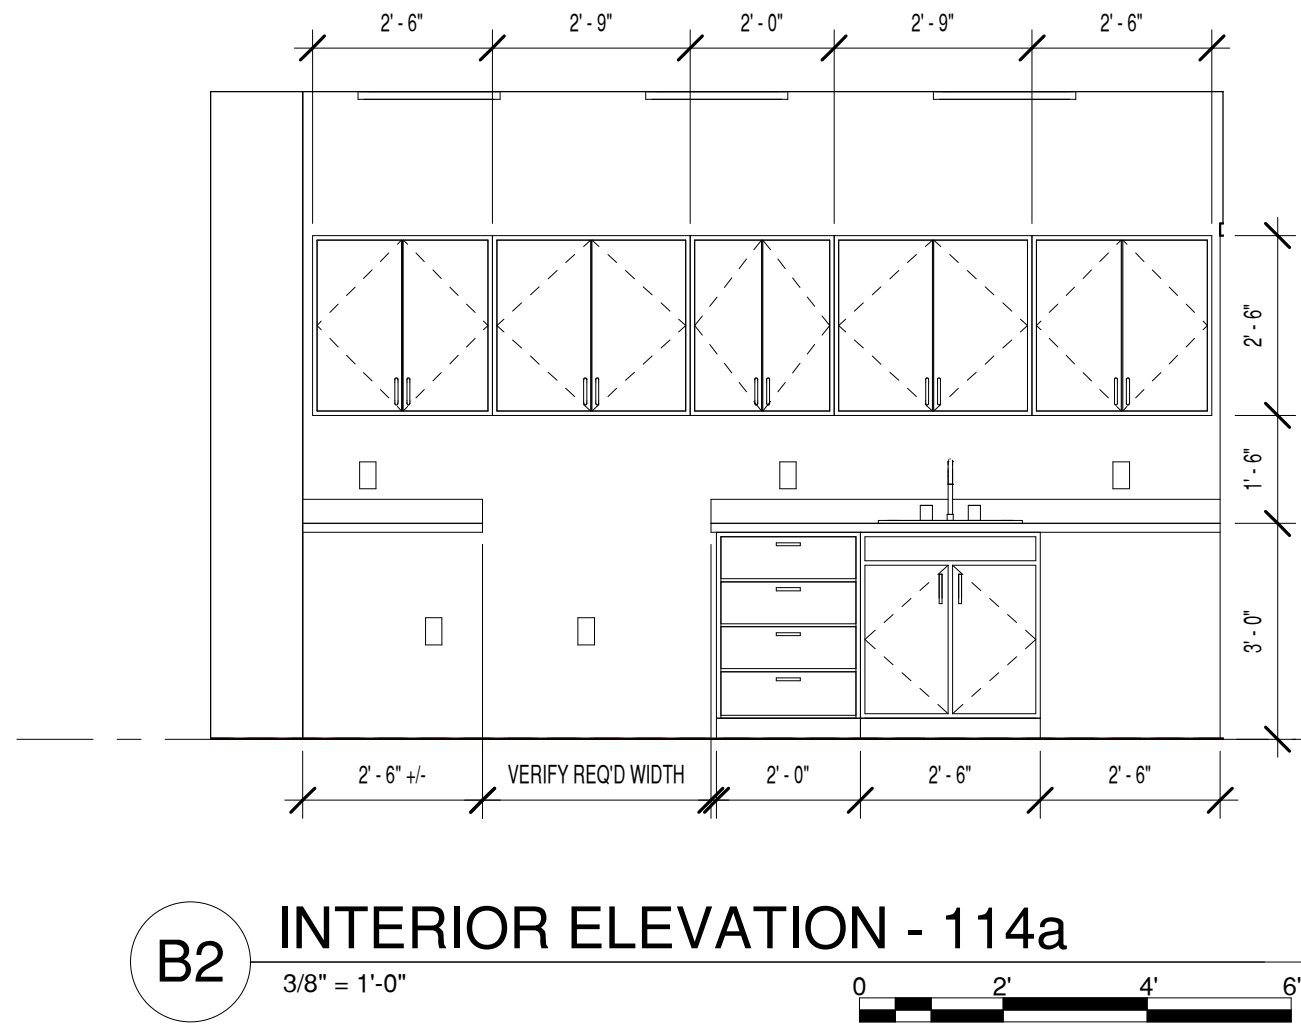 2' - 6" 2' - 9" 2' - 0" 2' - 9" 2' - 6"
2' - 6"
1' - 6"
3' - 0"
2' - 6" +/- VERIFY REQ'D WIDTH 2' - 0" 2' - 6" 2' - 6"
B2 INTERIOR ELEVATION - 114a
3/8" = 1'-0"
0 2' 4' 6'